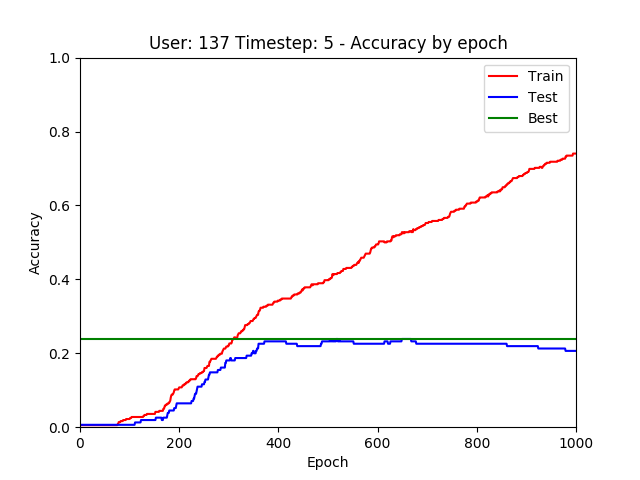 User: 137 Timestep: 5 - Accuracy by epoch
1.0
0.8
0.6
0.4
0.2
0.0
Accuracy
Train
Test
Best
0 200 400 600 800 1000
Epoch